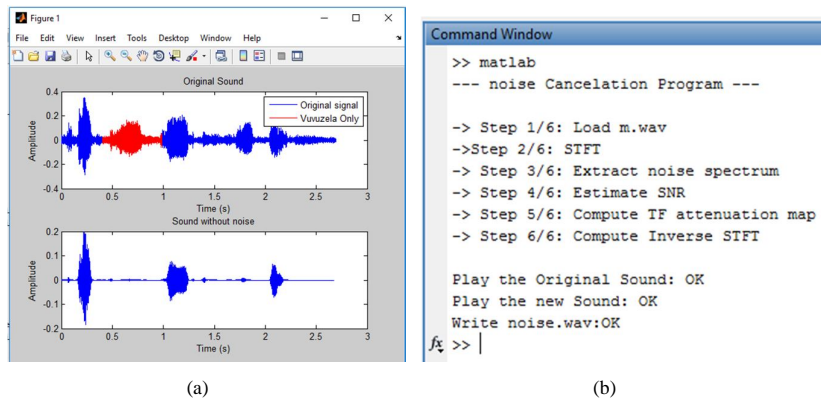 Figure 1
File Edit View Insert Tools Desktop Window Help
Original Sound
Original signal
Vuvuzela Only
Amplitude
0.4
0.2
0
-0.2
-0.4
0 0.5 1 1.5 2 2.5 3
Time (s)
Sound without noise
Amplitude
0.2
0.1
0
-0.1
-0.2
0 0.5 1 1.5 2 2.5 3
Time (s)
(a)
Command Window
>> matlab
--- noise Cancelation Program ---
-> Step 1/6: Load m.wav
->Step 2/6: STFT
-> Step 3/6: Extract noise spectrum
-> Step 4/6: Estimate SNR
-> Step 5/6: Compute TF attenuation map
-> Step 6/6: Compute Inverse STFT
Play the Original Sound: OK
Play the new Sound: OK
Write noise.wav:OK
fx >>
(b)